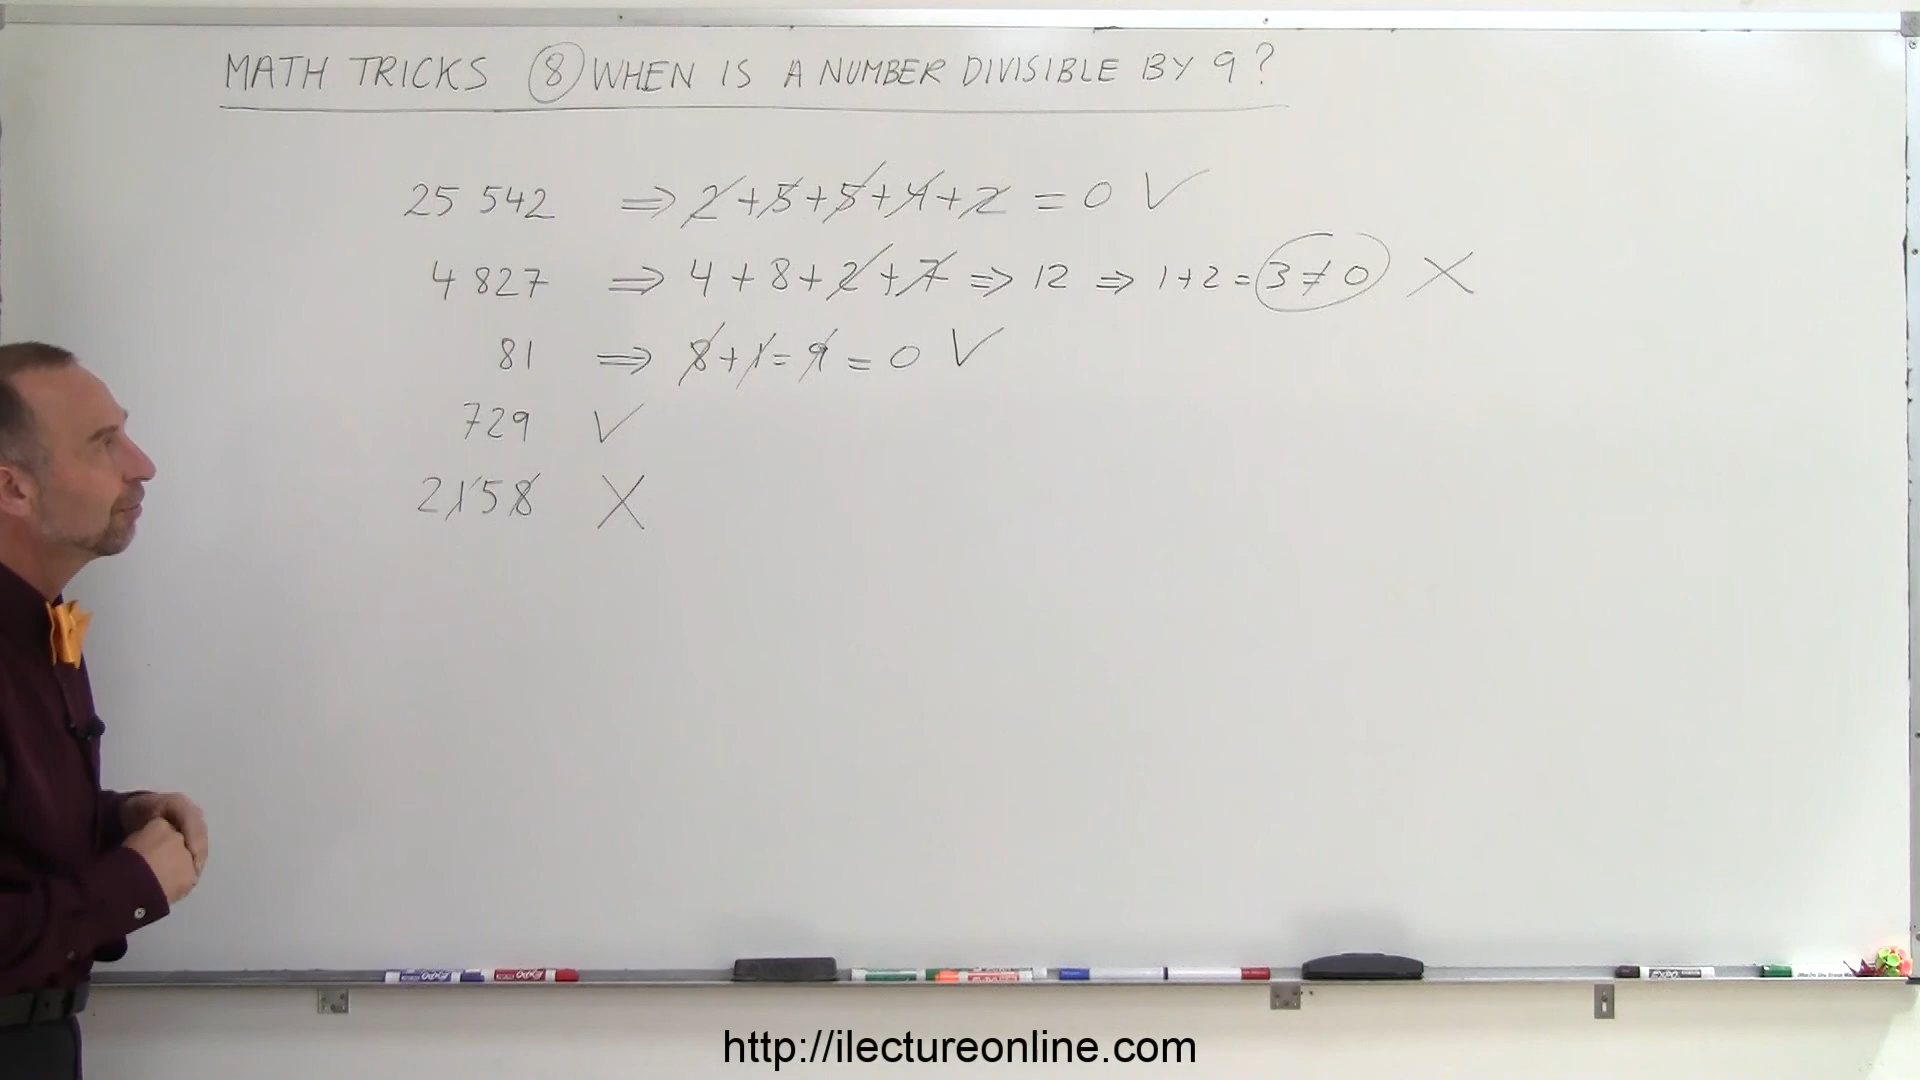 MATH TRICKS 8 WHEN IS A NUMBER DIVISIBLE BY 9?
25 542 ⇒ 2+5+5+4+2 = 0 ✓
4 827 ⇒ 4+8+2+7 ⇒ 12 ⇒ 1+2 = 3 ≠ 0 X
81 ⇒ 8+1 = 9 = 0 ✓
729 ✓
2158 X
EXPO
http://ilectureonline.com